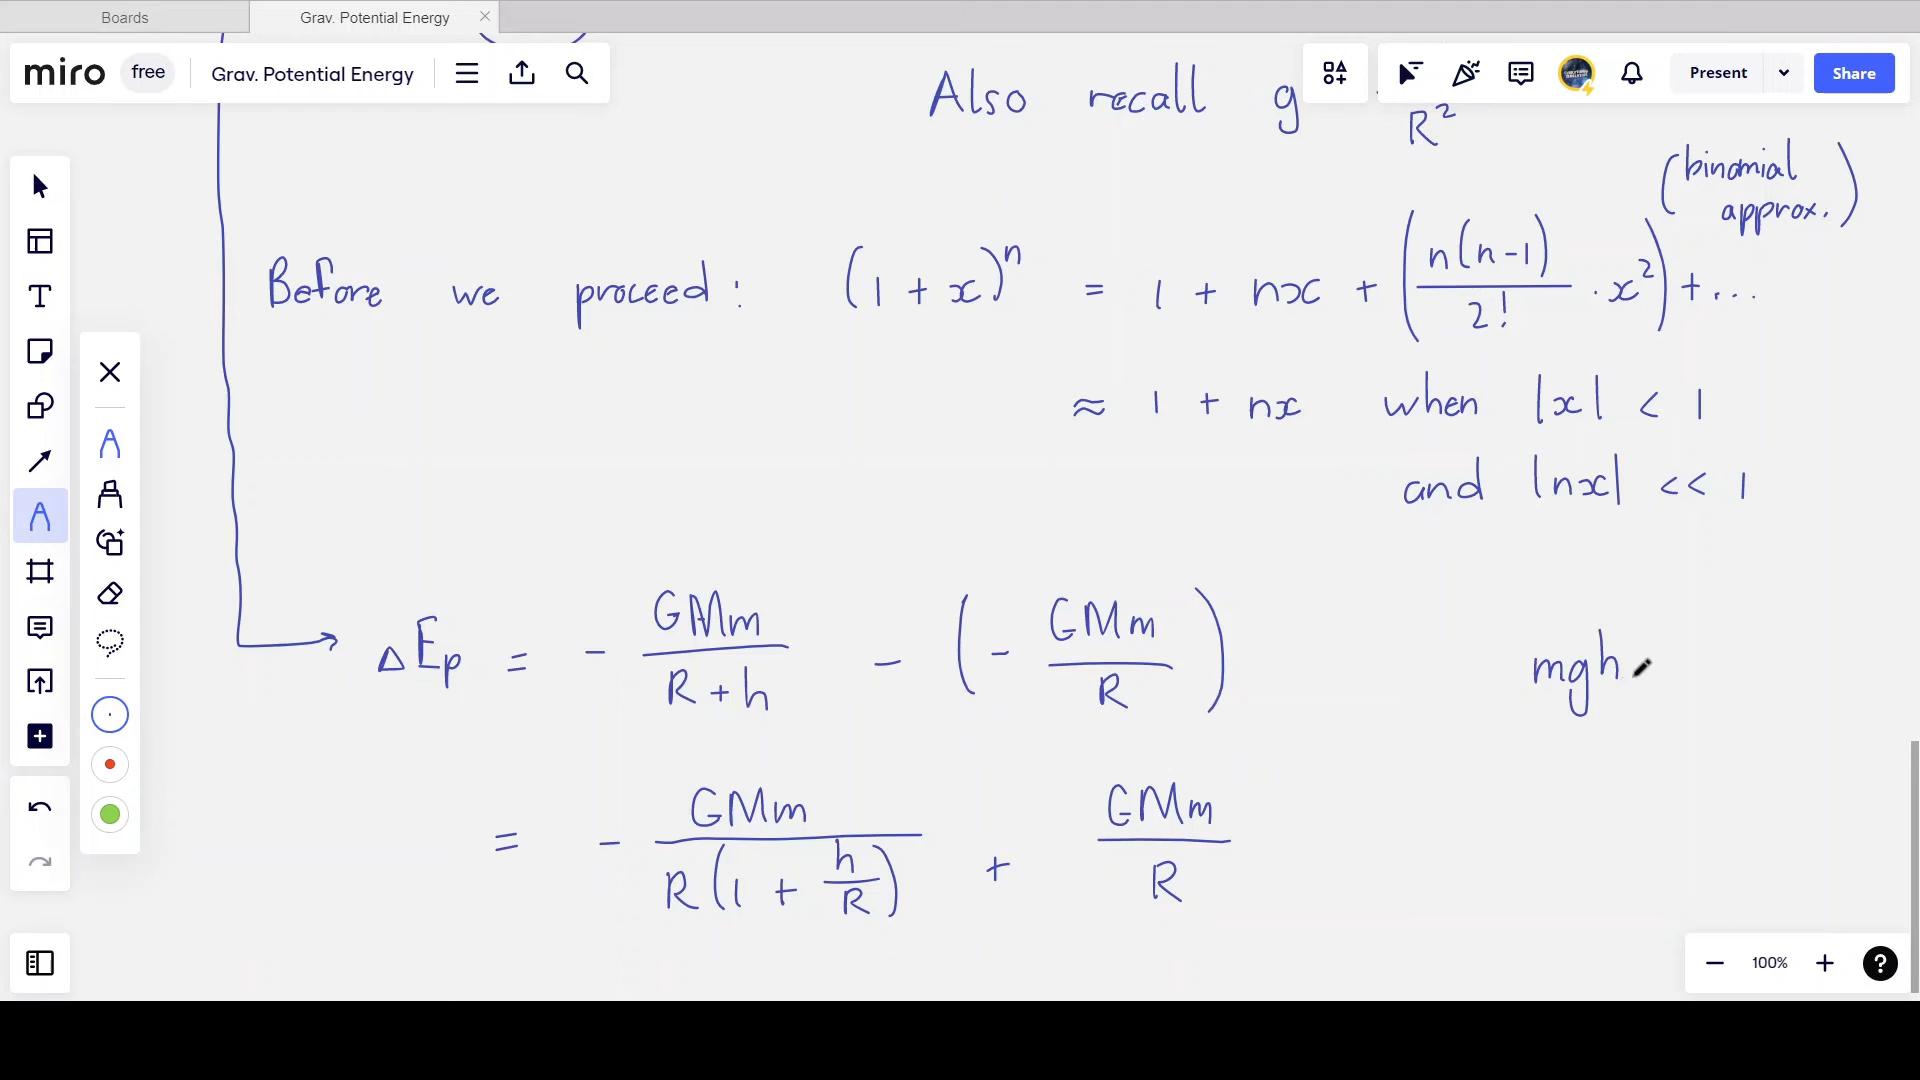 Boards
Grav. Potential Energy
miro free Grav. Potential Energy
Present
Share
Also recall g
R²
(binomial
approx.)
Before we proceed: (1 + x)ⁿ = 1 + nx + (n(n-1)/2! · x²) + ...
≈ 1 + nx when |x| < 1
and |nx| << 1
ΔEₚ = - GMm/(R + h) - (- GMm/R)
mgh
= - GMm/(R(1 + h/R)) + GMm/R
100%
?